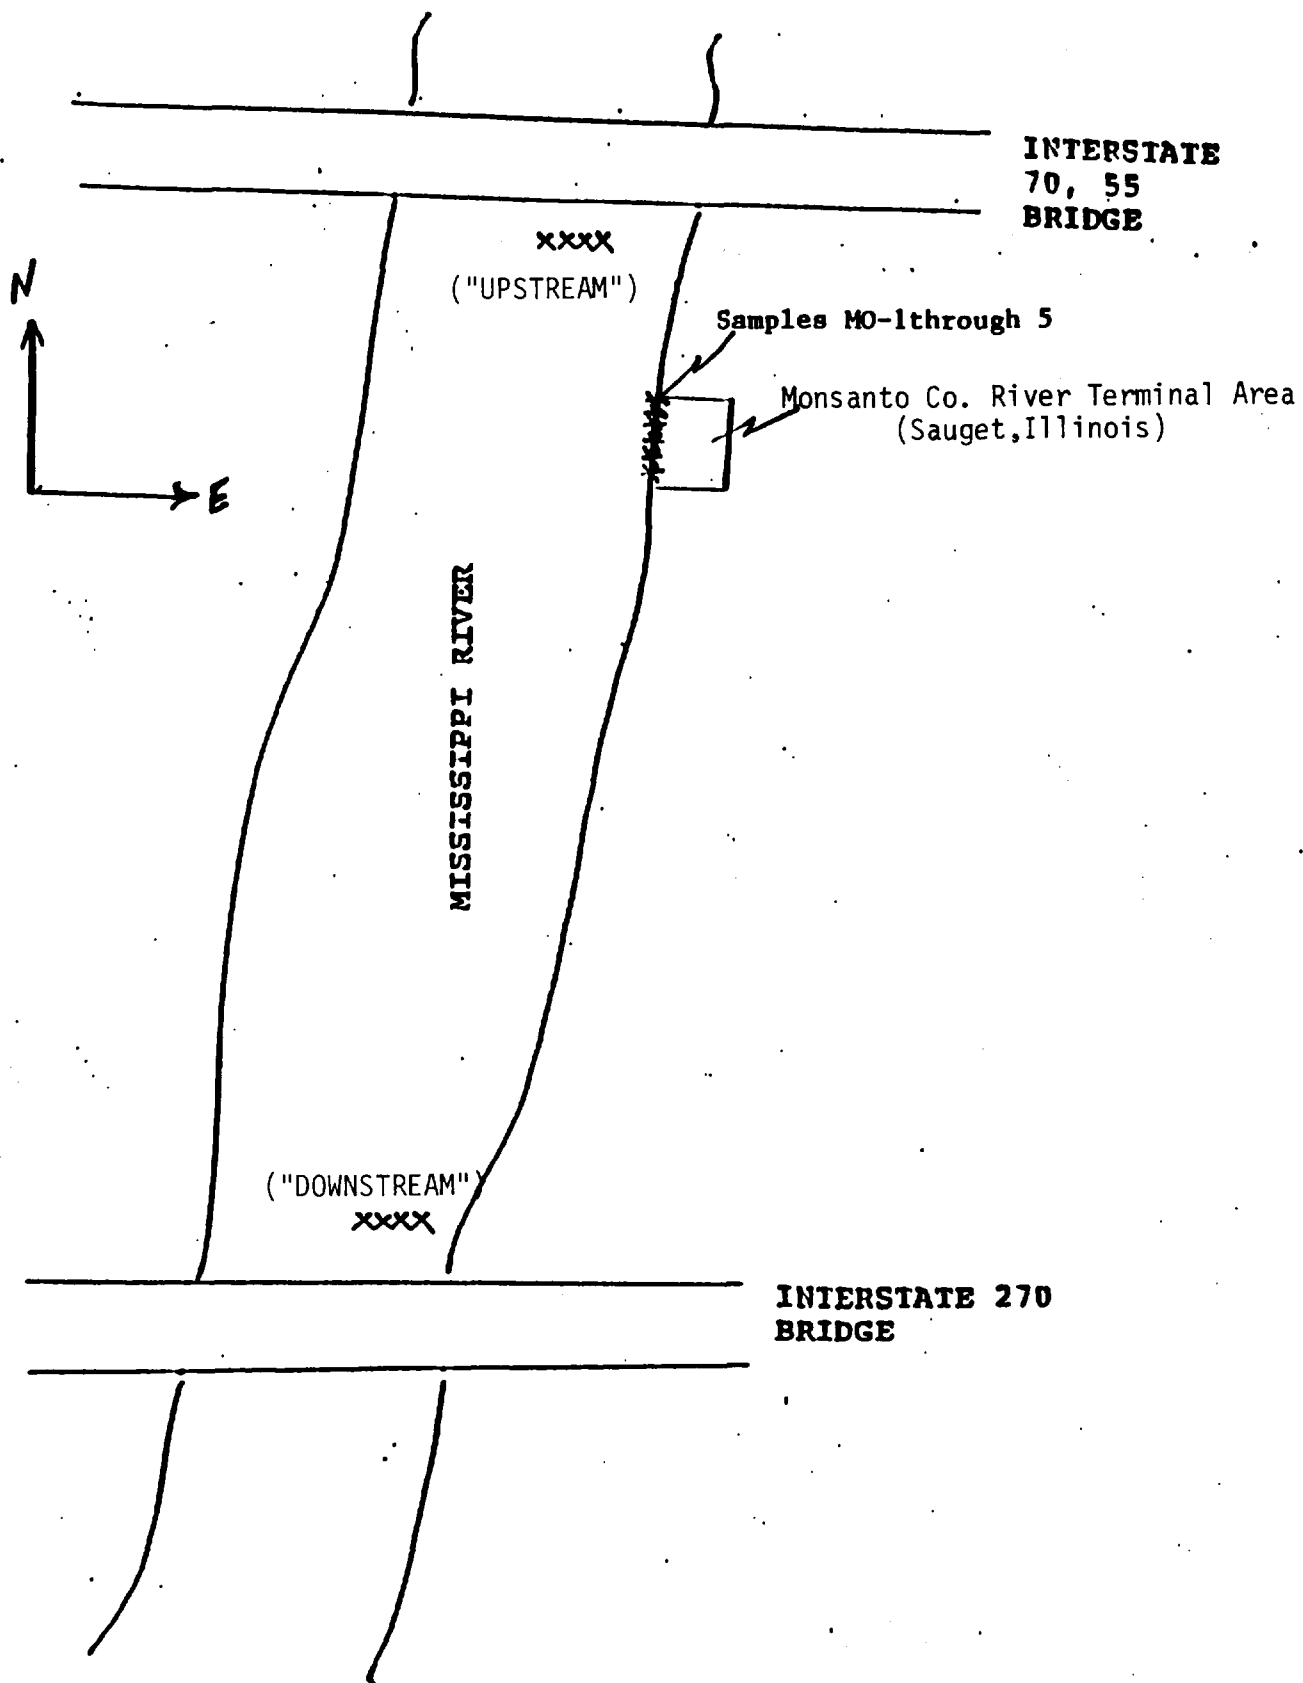 INTERSTATE
70, 55
BRIDGE
xxxx
("UPSTREAM")
N
Samples MO-1through 5
Monsanto Co. River Terminal Area
(Sauget,Illinois)
E
MISSISSIPPI RIVER
("DOWNSTREAM")
xxxx
INTERSTATE 270
BRIDGE